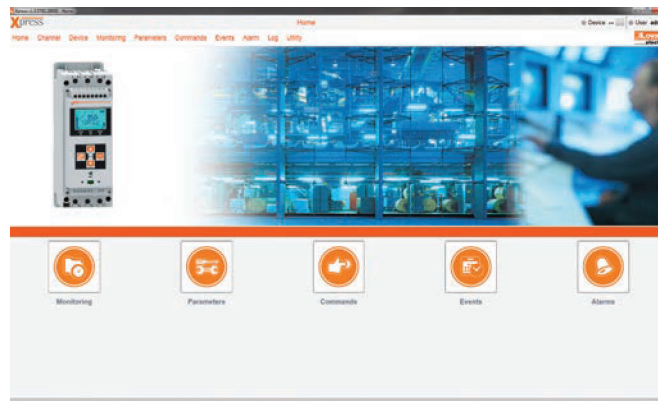 Xpress
Home
Device
User
Home Channel Device Monitoring Parameters Commands Events Alarm Log Utility
Monitoring
Parameters
Commands
Events
Alarms